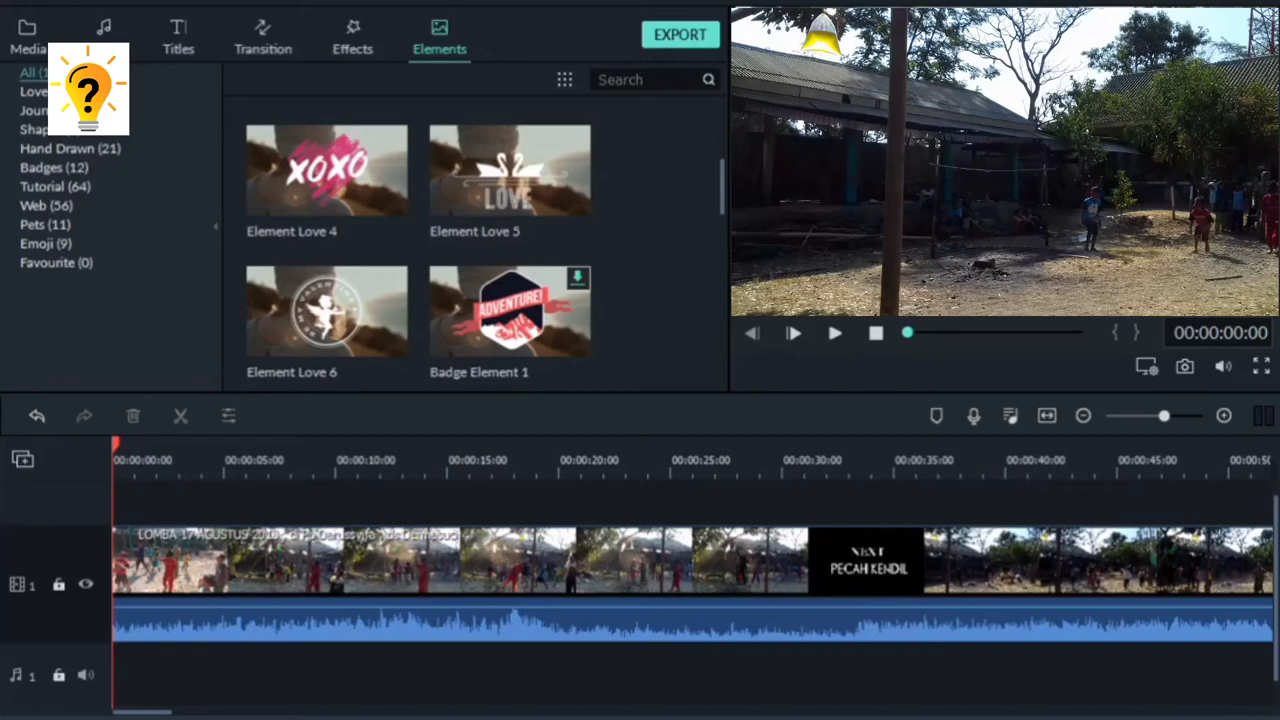 Media
Titles
Transition
Effects
Elements
EXPORT
?
All (1
Love
Jour
Shap
Hand Drawn (21)
Badges (12)
Tutorial (64)
Web (56)
Pets (11)
Emoji (9)
Favourite (0)
Search
XOXO
LOVE
Element Love 4
Element Love 5
ADVENTURE!
Element Love 6
Badge Element 1
00:00:00:00
00:00:00:00
00:00:05:00
00:00:10:00
00:00:15:00
00:00:20:00
00:00:25:00
00:00:30:00
00:00:35:00
00:00:40:00
00:00:45:00
00:00:50
LOMBA 17 AGUSTUS
NEXT
PECAH KENDIL
1
1